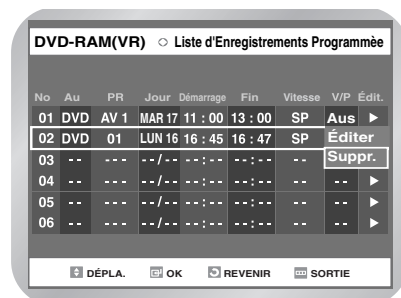 DVD-RAM(VR) Liste d'Enregistrements Programmèe
No Au PR Jour Démarrage Fin Vitesse V/P Édit.
01 DVD AV 1 MAR 17 11 : 00 13 : 00 SP Aus ►
02 DVD 01 LUN 16 16 : 45 16 : 47 SP Éditer
03 -- --- --/-- --:-- --:-- -- Suppr.
04 -- --- --/-- --:-- --:-- -- -- ►
05 -- --- --/-- --:-- --:-- -- -- ►
06 -- --- --/-- --:-- --:-- -- -- ►
DÉPLA. OK REVENIR SORTIE